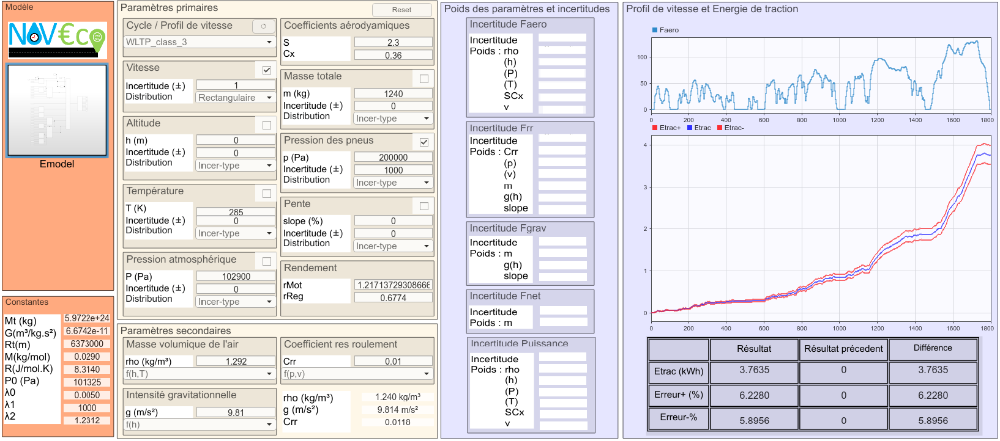 Modèle
NOV€CO
Emodel
Constantes
Mt (kg) 5.9722e+24
G(m³/kg.s²) 6.6742e-11
Rt(m) 6373000
M(kg/mol) 0.0290
R(J/mol.K) 8.3140
P0 (Pa) 101325
λ0 0.0050
λ1 1000
λ2 1.2312
Paramètres primaires
Reset
Cycle / Profil de vitesse
WLTP_class_3
Vitesse
Incertitude (±) 1
Distribution Rectangulaire
Altitude
h (m) 0
Incertitude (±) 0
Distribution Incer-type
Température
T (K) 285
Incertitude (±) 0
Distribution Incer-type
Pression atmosphérique
P (Pa) 102900
Incertitude (±) 0
Distribution Incer-type
Coefficients aérodyamiques
S 2.3
Cx 0.36
Masse totale
m (kg) 1240
Incertitude (±) 0
Distribution Incer-type
Pression des pneus
p (Pa) 200000
Incertitude (±) 1000
Distribution Incer-type
Pente
slope (%) 0
Incertitude (±) 0
Distribution Incer-type
Rendement
rMot 1.21713729308666
rReg 0.6774
Paramètres secondaires
Masse volumique de l'air
rho (kg/m³) 1.292
f(h,T)
Intensité gravitationnelle
g (m/s²) 9.81
f(h)
Coefficient res roulement
Crr 0.01
f(p,v)
rho (kg/m³) 1.240 kg/m³
g (m/s²) 9.814 m/s²
Crr 0.0118
Poids des paramètres et incertitudes
Incertitude Faero
Incertitude
Poids : rho
(h)
(P)
(T)
SCx
v
Incertitude Frr
Incertitude
Poids : Crr
(p)
(v)
m
g(h)
slope
Incertitude Fgrav
Incertitude
Poids : m
g(h)
slope
Incertitude Fnet
Incertitude
Poids : m
Incertitude Puissance
Incertitude
Poids : rho
(h)
(P)
(T)
SCx
v
Profil de vitesse et Energie de traction
Faero
100
50
0
0 200 400 600 800 1000 1200 1400 1600 1800
Etrac+ Etrac Etrac-
4
3
2
1
0
0 200 400 600 800 1000 1200 1400 1600 1800
Résultat Résultat précedent Différence
Etrac (kWh) 3.7635 0 3.7635
Erreur+ (%) 6.2280 0 6.2280
Erreur-% 5.8956 0 5.8956